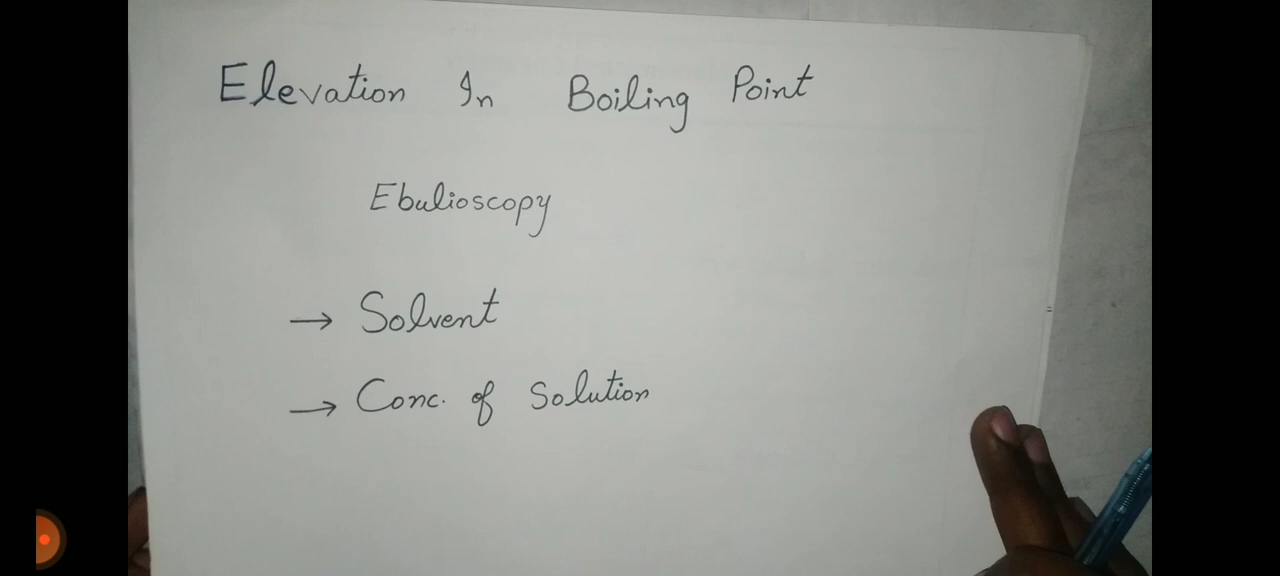 Elevation In Boiling Point
Ebulioscopy
→ Solvent
→ Conc. of Solution